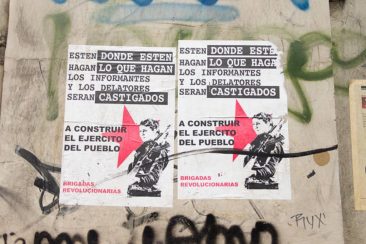 ESTEN DONDE ESTEN
HAGAN LO QUE HAGAN
LOS INFORMANTES
Y LOS DELATORES
SERAN CASTIGADOS
A CONSTRUIR
EL EJERCITO
DEL PUEBLO
BRIGADAS
REVOLUCIONARIAS
ESTEN DONDE ESTE
HAGAN LO QUE HAGA
LOS INFORMANTES
Y LOS DELATORES
SERAN CASTIGADOS
A CONSTRUIR
EL EJERCITO
DEL PUEBLO
BRIGADAS
REVOLUCIONARIAS